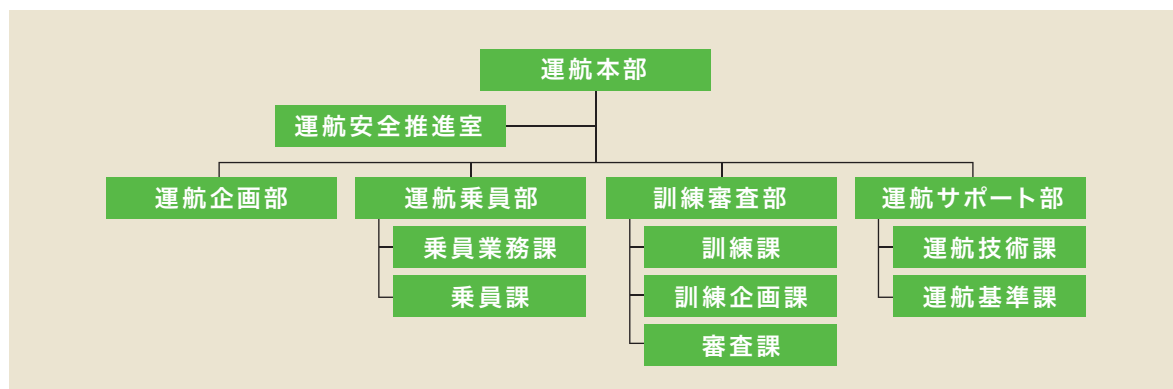 運航本部
運航安全推進室
運航企画部
運航乗員部
乗員業務課
乗員課
訓練審査部
訓練課
訓練企画課
審査課
運航サポート部
運航技術課
運航基準課